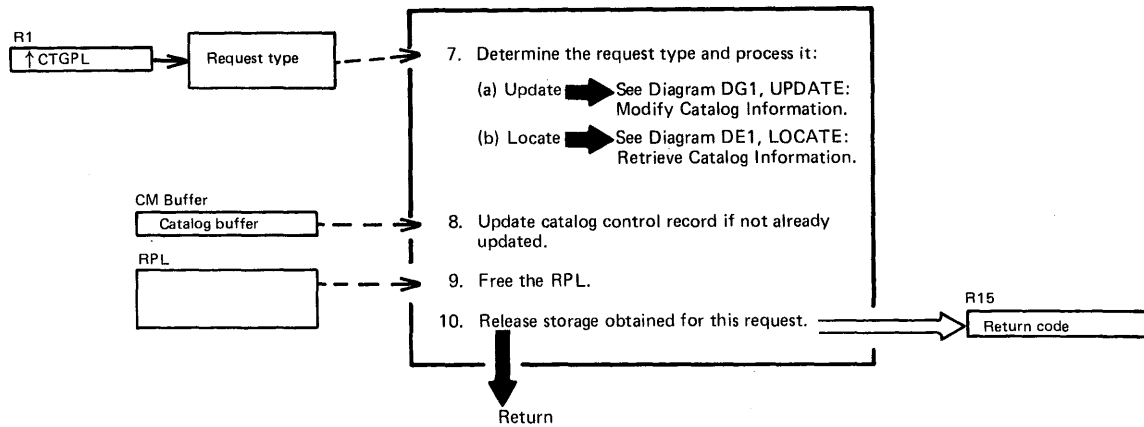 R1
↑ CTGPL
Request type
7. Determine the request type and process it:
(a) Update See Diagram DG1, UPDATE:
Modify Catalog Information.
(b) Locate See Diagram DE1, LOCATE:
Retrieve Catalog Information.
CM Buffer
Catalog buffer
8. Update catalog control record if not already
updated.
RPL
9. Free the RPL.
10. Release storage obtained for this request.
R15
Return code
Return